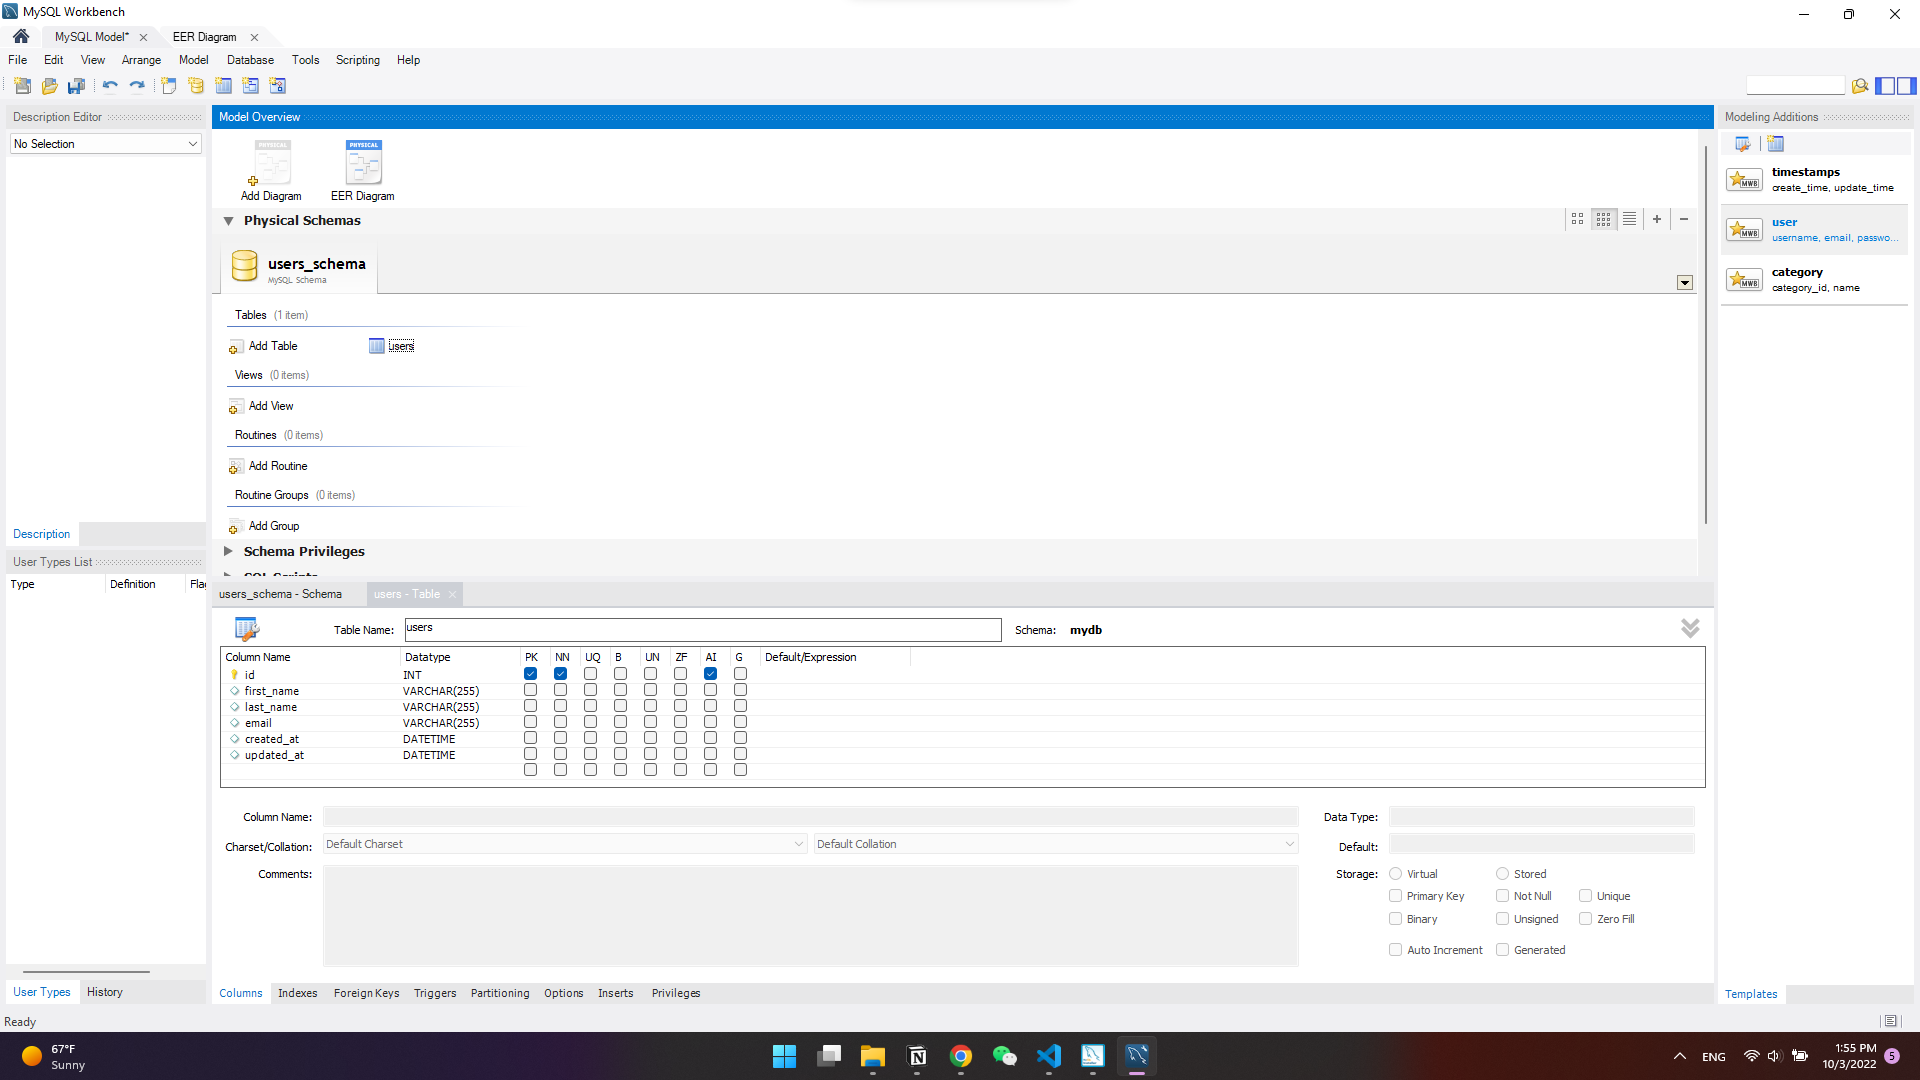 MySQL Workbench
MySQL Model*
EER Diagram
File Edit View Arrange Model Database Tools Scripting Help
Description Editor
No Selection
Description
User Types List
Type Definition Flag
User Types History
Model Overview
PHYSICAL
Add Diagram
PHYSICAL
EER Diagram
Physical Schemas
users_schema
MySQL Schema
Tables (1 item)
Add Table users
Views (0 items)
Add View
Routines (0 items)
Add Routine
Routine Groups (0 items)
Add Group
Schema Privileges
SQL Scripts
users_schema - Schema users - Table
Table Name: users Schema: mydb
Column Name Datatype PK NN UQ B UN ZF AI G Default/Expression
id INT
first_name VARCHAR(255)
last_name VARCHAR(255)
email VARCHAR(255)
created_at DATETIME
updated_at DATETIME
Column Name: Data Type:
Charset/Collation: Default Charset Default Collation Default:
Comments: Storage: Virtual Stored
Primary Key Not Null Unique
Binary Unsigned Zero Fill
Auto Increment Generated
Columns Indexes Foreign Keys Triggers Partitioning Options Inserts Privileges
Modeling Additions
MWB
timestamps
create_time, update_time
MWB
user
username, email, passwo...
MWB
category
category_id, name
Templates
Ready
67°F
Sunny
ENG
1:55 PM
10/3/2022
5